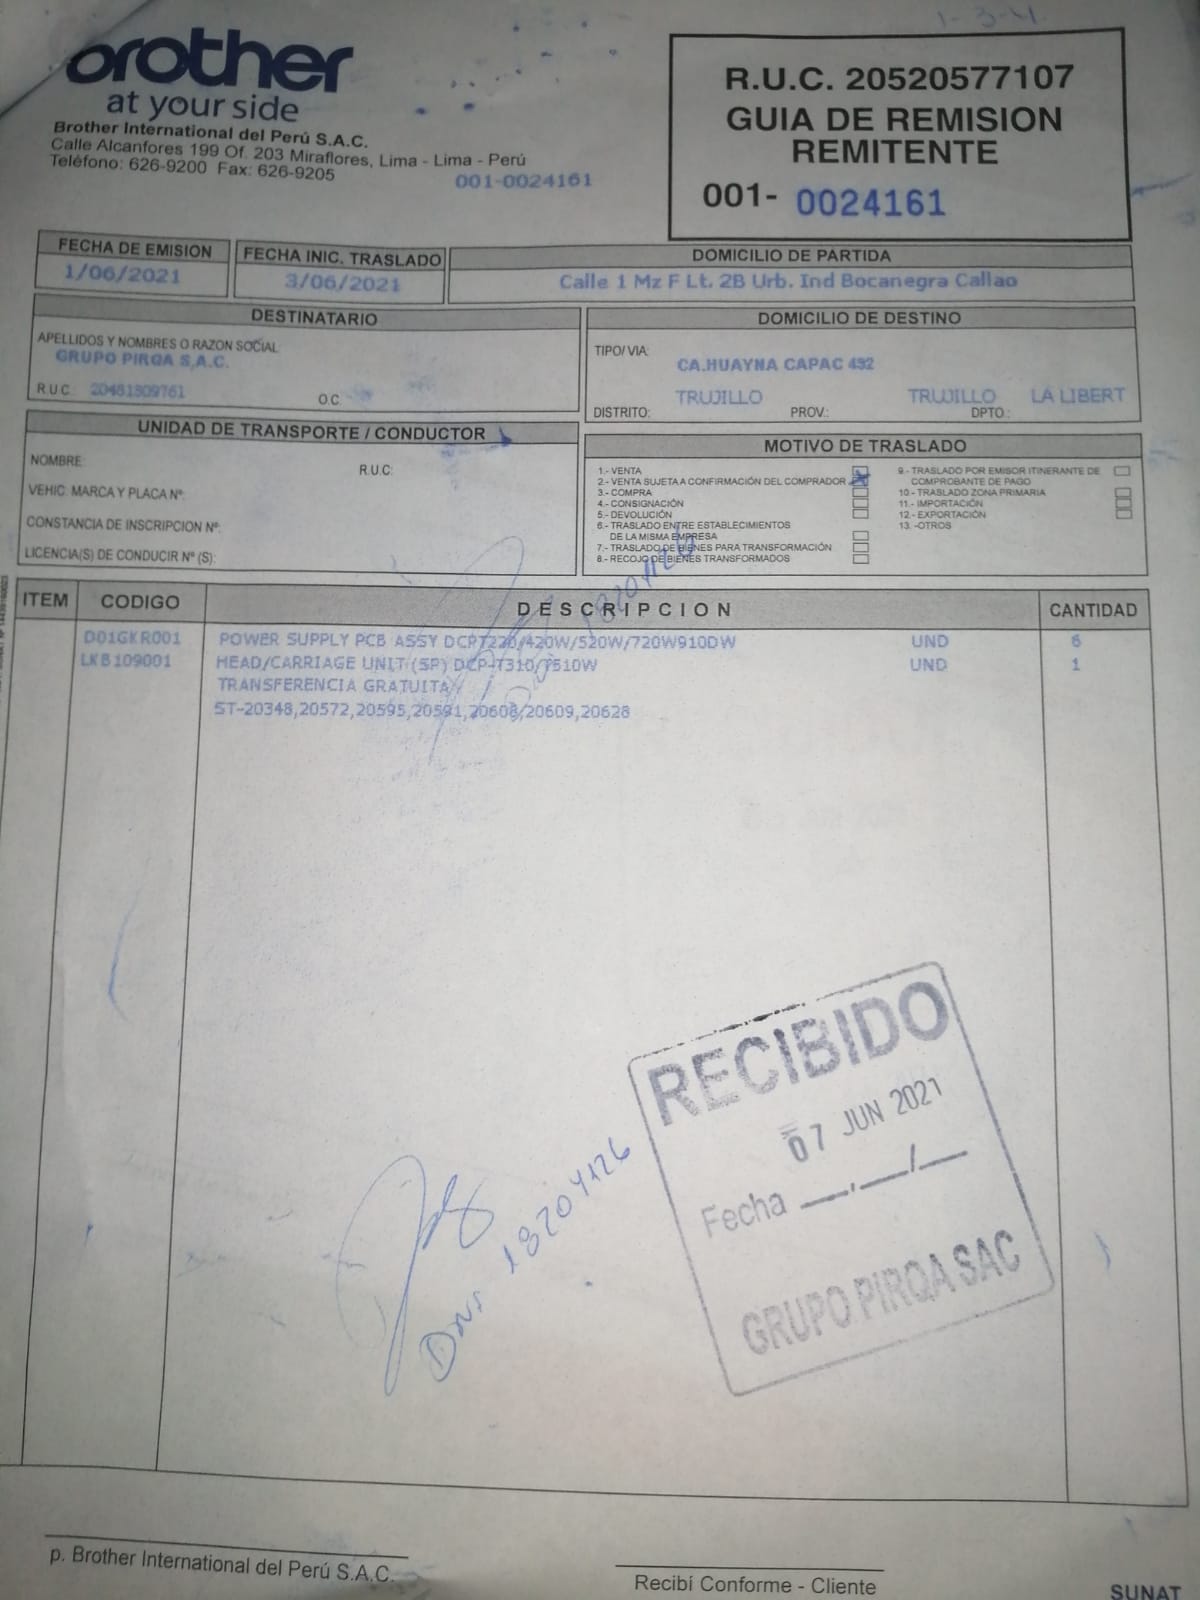 brother
at your side
Brother International del Perú S.A.C.
Calle Alcanfores 199 Of. 203 Miraflores, Lima - Lima - Perú
Teléfono: 626-9200 Fax: 626-9205
001-0024161
1-3-4
R.U.C. 20520577107
GUIA DE REMISION
REMITENTE
001- 0024161
FECHA DE EMISION
1/06/2021
FECHA INIC. TRASLADO
3/06/2021
DOMICILIO DE PARTIDA
Calle 1 Mz F Lt. 2B Urb. Ind Bocanegra Callao
DESTINATARIO
APELLIDOS Y NOMBRES O RAZON SOCIAL:
GRUPO PIRQA S.A.C.
R.U.C. 20481809761
O.C.
DOMICILIO DE DESTINO
TIPO/VIA:
CA.HUAYNA CAPAC 432
TRUJILLO TRUJILLO LA LIBERT
DISTRITO: PROV.: DPTO.:
UNIDAD DE TRANSPORTE / CONDUCTOR
NOMBRE: R.U.C:
VEHIC. MARCA Y PLACA Nº:
CONSTANCIA DE INSCRIPCION Nº:
LICENCIA(S) DE CONDUCIR Nº (S):
MOTIVO DE TRASLADO
1.- VENTA
2.- VENTA SUJETA A CONFIRMACIÓN DEL COMPRADOR
3.- COMPRA
4.- CONSIGNACIÓN
5.- DEVOLUCIÓN
6.- TRASLADO ENTRE ESTABLECIMIENTOS
DE LA MISMA EMPRESA
7.- TRASLADO DE BIENES PARA TRANSFORMACIÓN
8.- RECOJO DE BIENES TRANSFORMADOS
9.- TRASLADO POR EMISOR ITINERANTE DE
COMPROBANTE DE PAGO
10.- TRASLADO ZONA PRIMARIA
11.- IMPORTACIÓN
12.- EXPORTACIÓN
13. -OTROS
ITEM CODIGO DESCRIPCION CANTIDAD
D01GKR001 POWER SUPPLY PCB ASSY DCPT220/420W/520W/720W910DW UND 6
LKB109001 HEAD/CARRIAGE UNIT (SP) DCP-T310/T510W UND 1
TRANSFERENCIA GRATUITA
ST-20348,20572,20595,20591,20608,20609,20628
18204126
RECIBIDO
07 JUN 2021
Fecha
GRUPO PIRQA SAC
DNI 18204126
p. Brother International del Perú S.A.C.
Recibí Conforme - Cliente
SUNAT